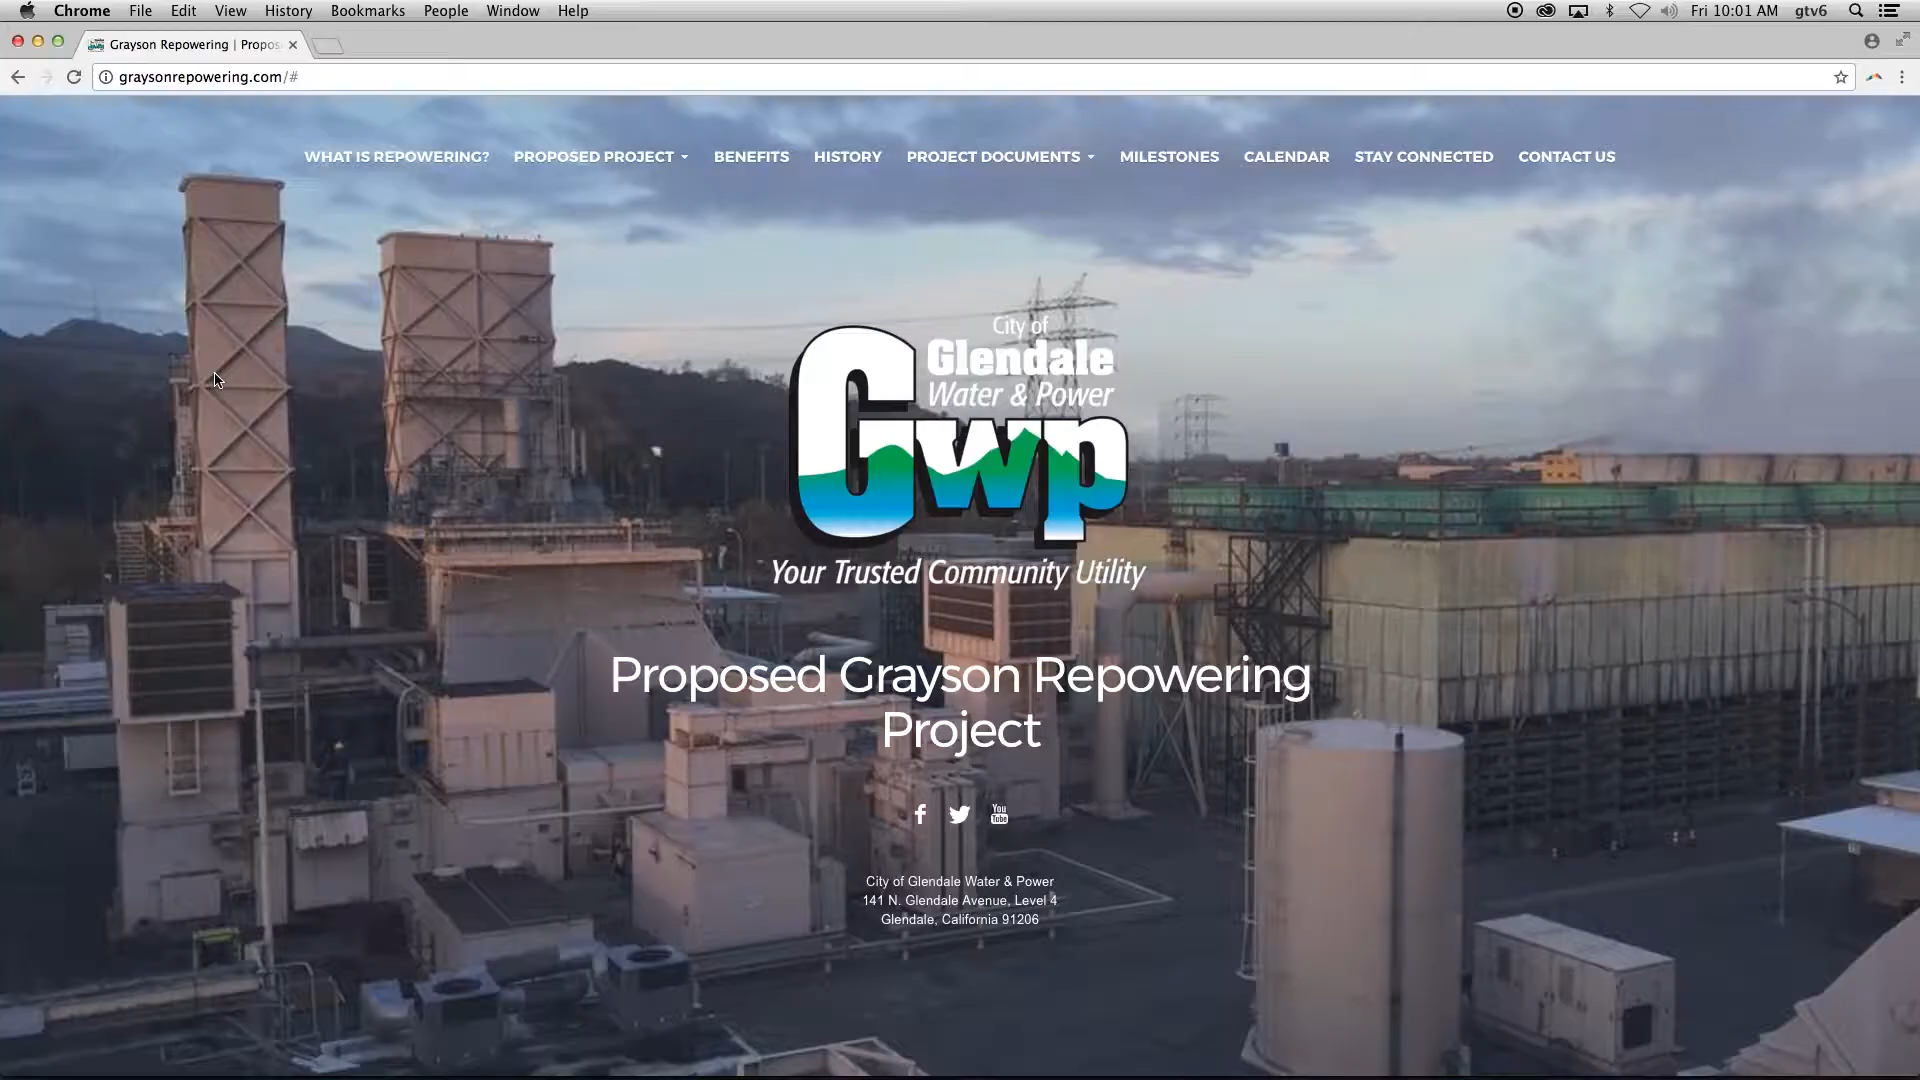 Chrome File Edit View History Bookmarks People Window Help Fri 10:01 AM gtv6
Grayson Repowering | Propos
graysonrepowering.com/#
WHAT IS REPOWERING? PROPOSED PROJECT BENEFITS HISTORY PROJECT DOCUMENTS MILESTONES CALENDAR STAY CONNECTED CONTACT US
City of
Glendale
Water & Power
Gwp
Your Trusted Community Utility
Proposed Grayson Repowering
Project
You
Tube
City of Glendale Water & Power
141 N. Glendale Avenue, Level 4
Glendale, California 91206